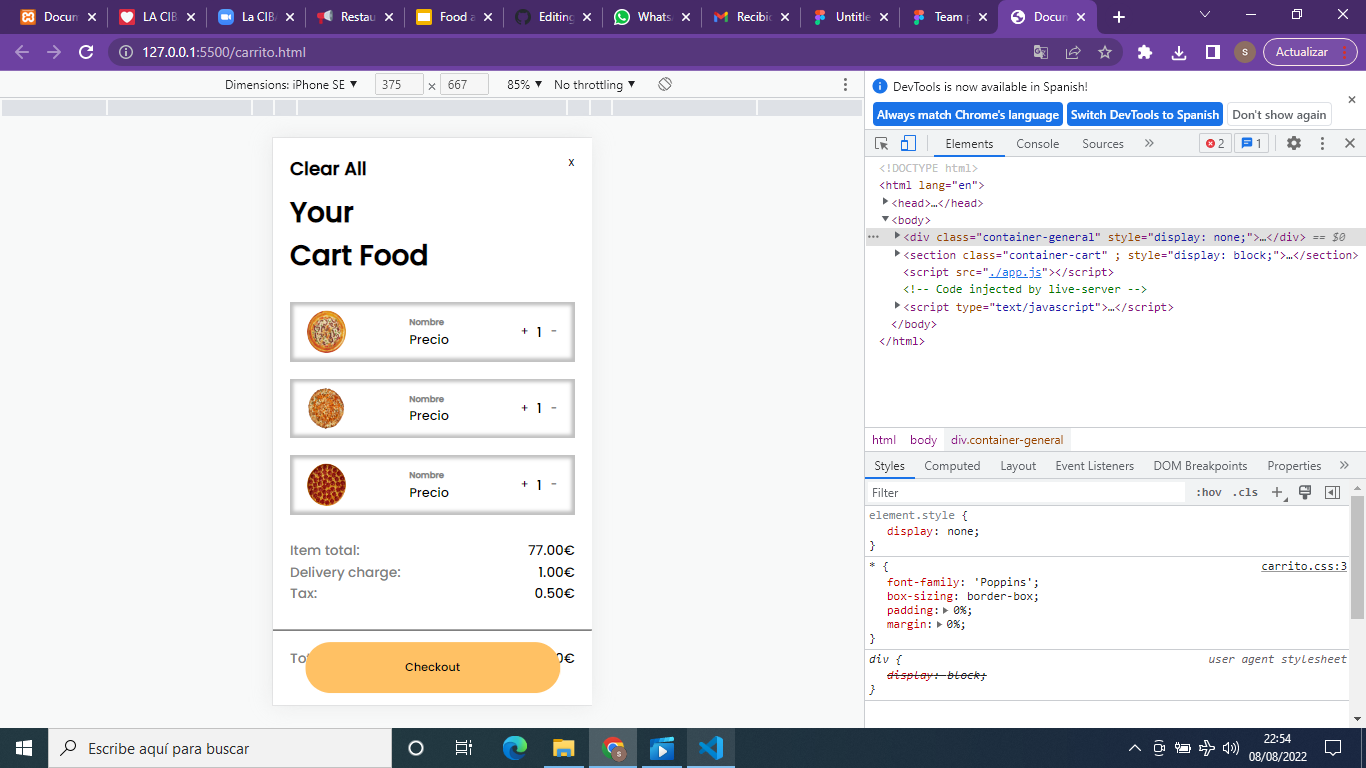 Docum
LA CIB
La CIBA
Restau
Food a
Editing
Whats
Recibid
Untitle
Team p
Docum
127.0.0.1:5500/carrito.html
S
Actualizar
Dimensions: iPhone SE
375 × 667
85%
No throttling
Clear All
x
Your
Cart Food
Nombre
Precio
+ 1 -
Nombre
Precio
+ 1 -
Nombre
Precio
+ 1 -
Item total: 77.00€
Delivery charge: 1.00€
Tax: 0.50€
Checkout
DevTools is now available in Spanish!
Always match Chrome's language
Switch DevTools to Spanish
Don't show again
Elements
Console
Sources
»
2
1
<!DOCTYPE html>
<html lang="en">
<head>…</head>
<body>
<div class="container-general" style="display: none;">…</div> == $0
<section class="container-cart" ; style="display: block;">…</section>
<script src="./app.js"></script>
<!-- Code injected by live-server -->
<script type="text/javascript">…</script>
</body>
</html>
html body div.container-general
Styles
Computed
Layout
Event Listeners
DOM Breakpoints
Properties
»
Filter
:hov .cls +
element.style {
display: none;
}
* { carrito.css:3
font-family: 'Poppins';
box-sizing: border-box;
padding: 0%;
margin: 0%;
}
div { user agent stylesheet
display: block;
}
Escribe aquí para buscar
22:54
08/08/2022